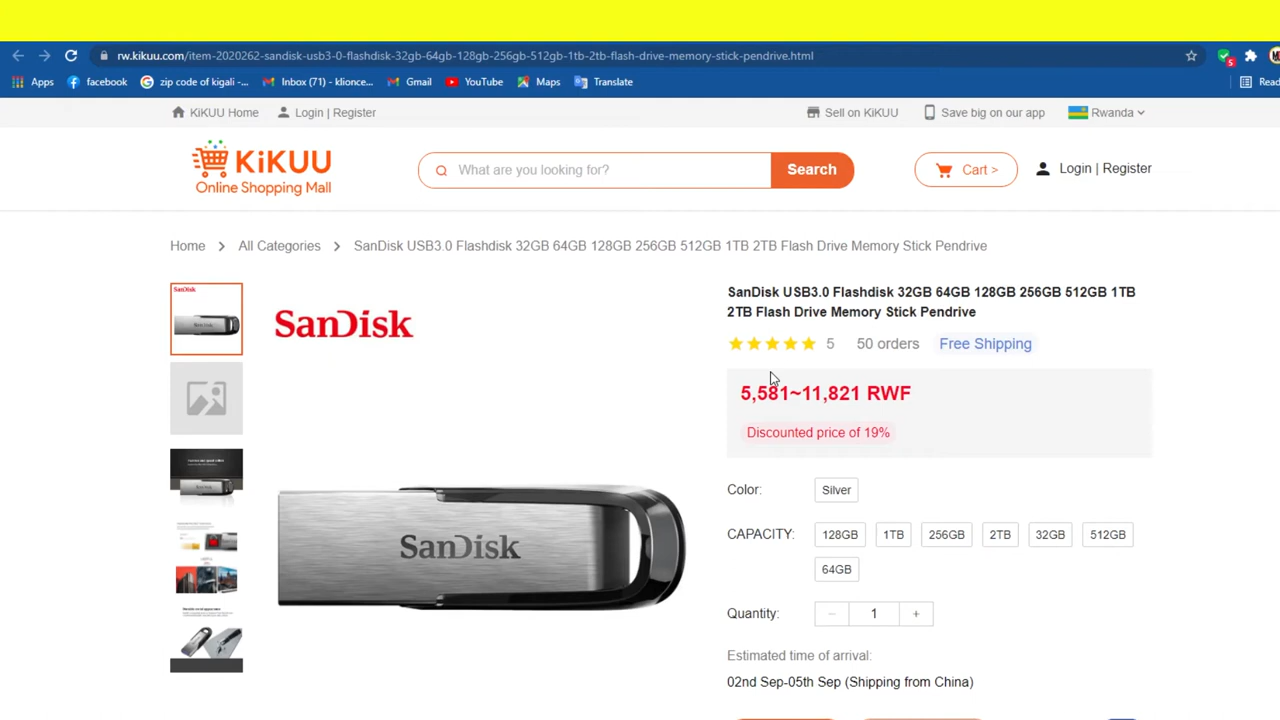 rw.kikuu.com/item-2020262-sandisk-usb3-0-flashdisk-32gb-64gb-128gb-256gb-512gb-1tb-2tb-flash-drive-memory-stick-pendrive.html
5
Apps facebook zip code of kigali -... Inbox (71) - klionce... Gmail YouTube Maps Translate Read
KiKUU Home Login | Register Sell on KiKUU Save big on our app Rwanda
KiKUU
Online Shopping Mall
What are you looking for? Search Cart > Login | Register
Home All Categories SanDisk USB3.0 Flashdisk 32GB 64GB 128GB 256GB 512GB 1TB 2TB Flash Drive Memory Stick Pendrive
SanDisk
SanDisk
SanDisk
SanDisk
SanDisk USB3.0 Flashdisk 32GB 64GB 128GB 256GB 512GB 1TB
2TB Flash Drive Memory Stick Pendrive
5 50 orders Free Shipping
5,581~11,821 RWF
Discounted price of 19%
Color: Silver
CAPACITY: 128GB 1TB 256GB 2TB 32GB 512GB
64GB
Quantity: − 1 +
Estimated time of arrival:
02nd Sep-05th Sep (Shipping from China)
SanDisk